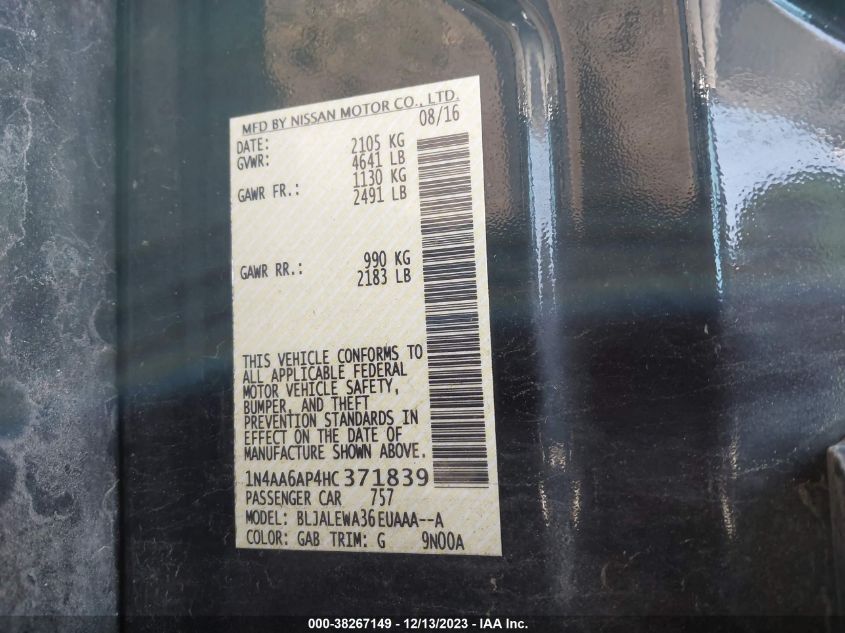 MFD BY NISSAN MOTOR CO., LTD.
DATE: 08/16
GVWR: 2105 KG
4641 LB
GAWR FR.: 1130 KG
2491 LB
GAWR RR.: 990 KG
2183 LB
THIS VEHICLE CONFORMS TO
ALL APPLICABLE FEDERAL
MOTOR VEHICLE SAFETY,
BUMPER, AND THEFT
PREVENTION STANDARDS IN
EFFECT ON THE DATE OF
MANUFACTURE SHOWN ABOVE.
1N4AA6AP4HC371839
PASSENGER CAR 757
MODEL: BLJALEWA36EUAAA--A
COLOR: GAB TRIM: G 9N00A
000-38267149 - 12/13/2023 - IAA Inc.